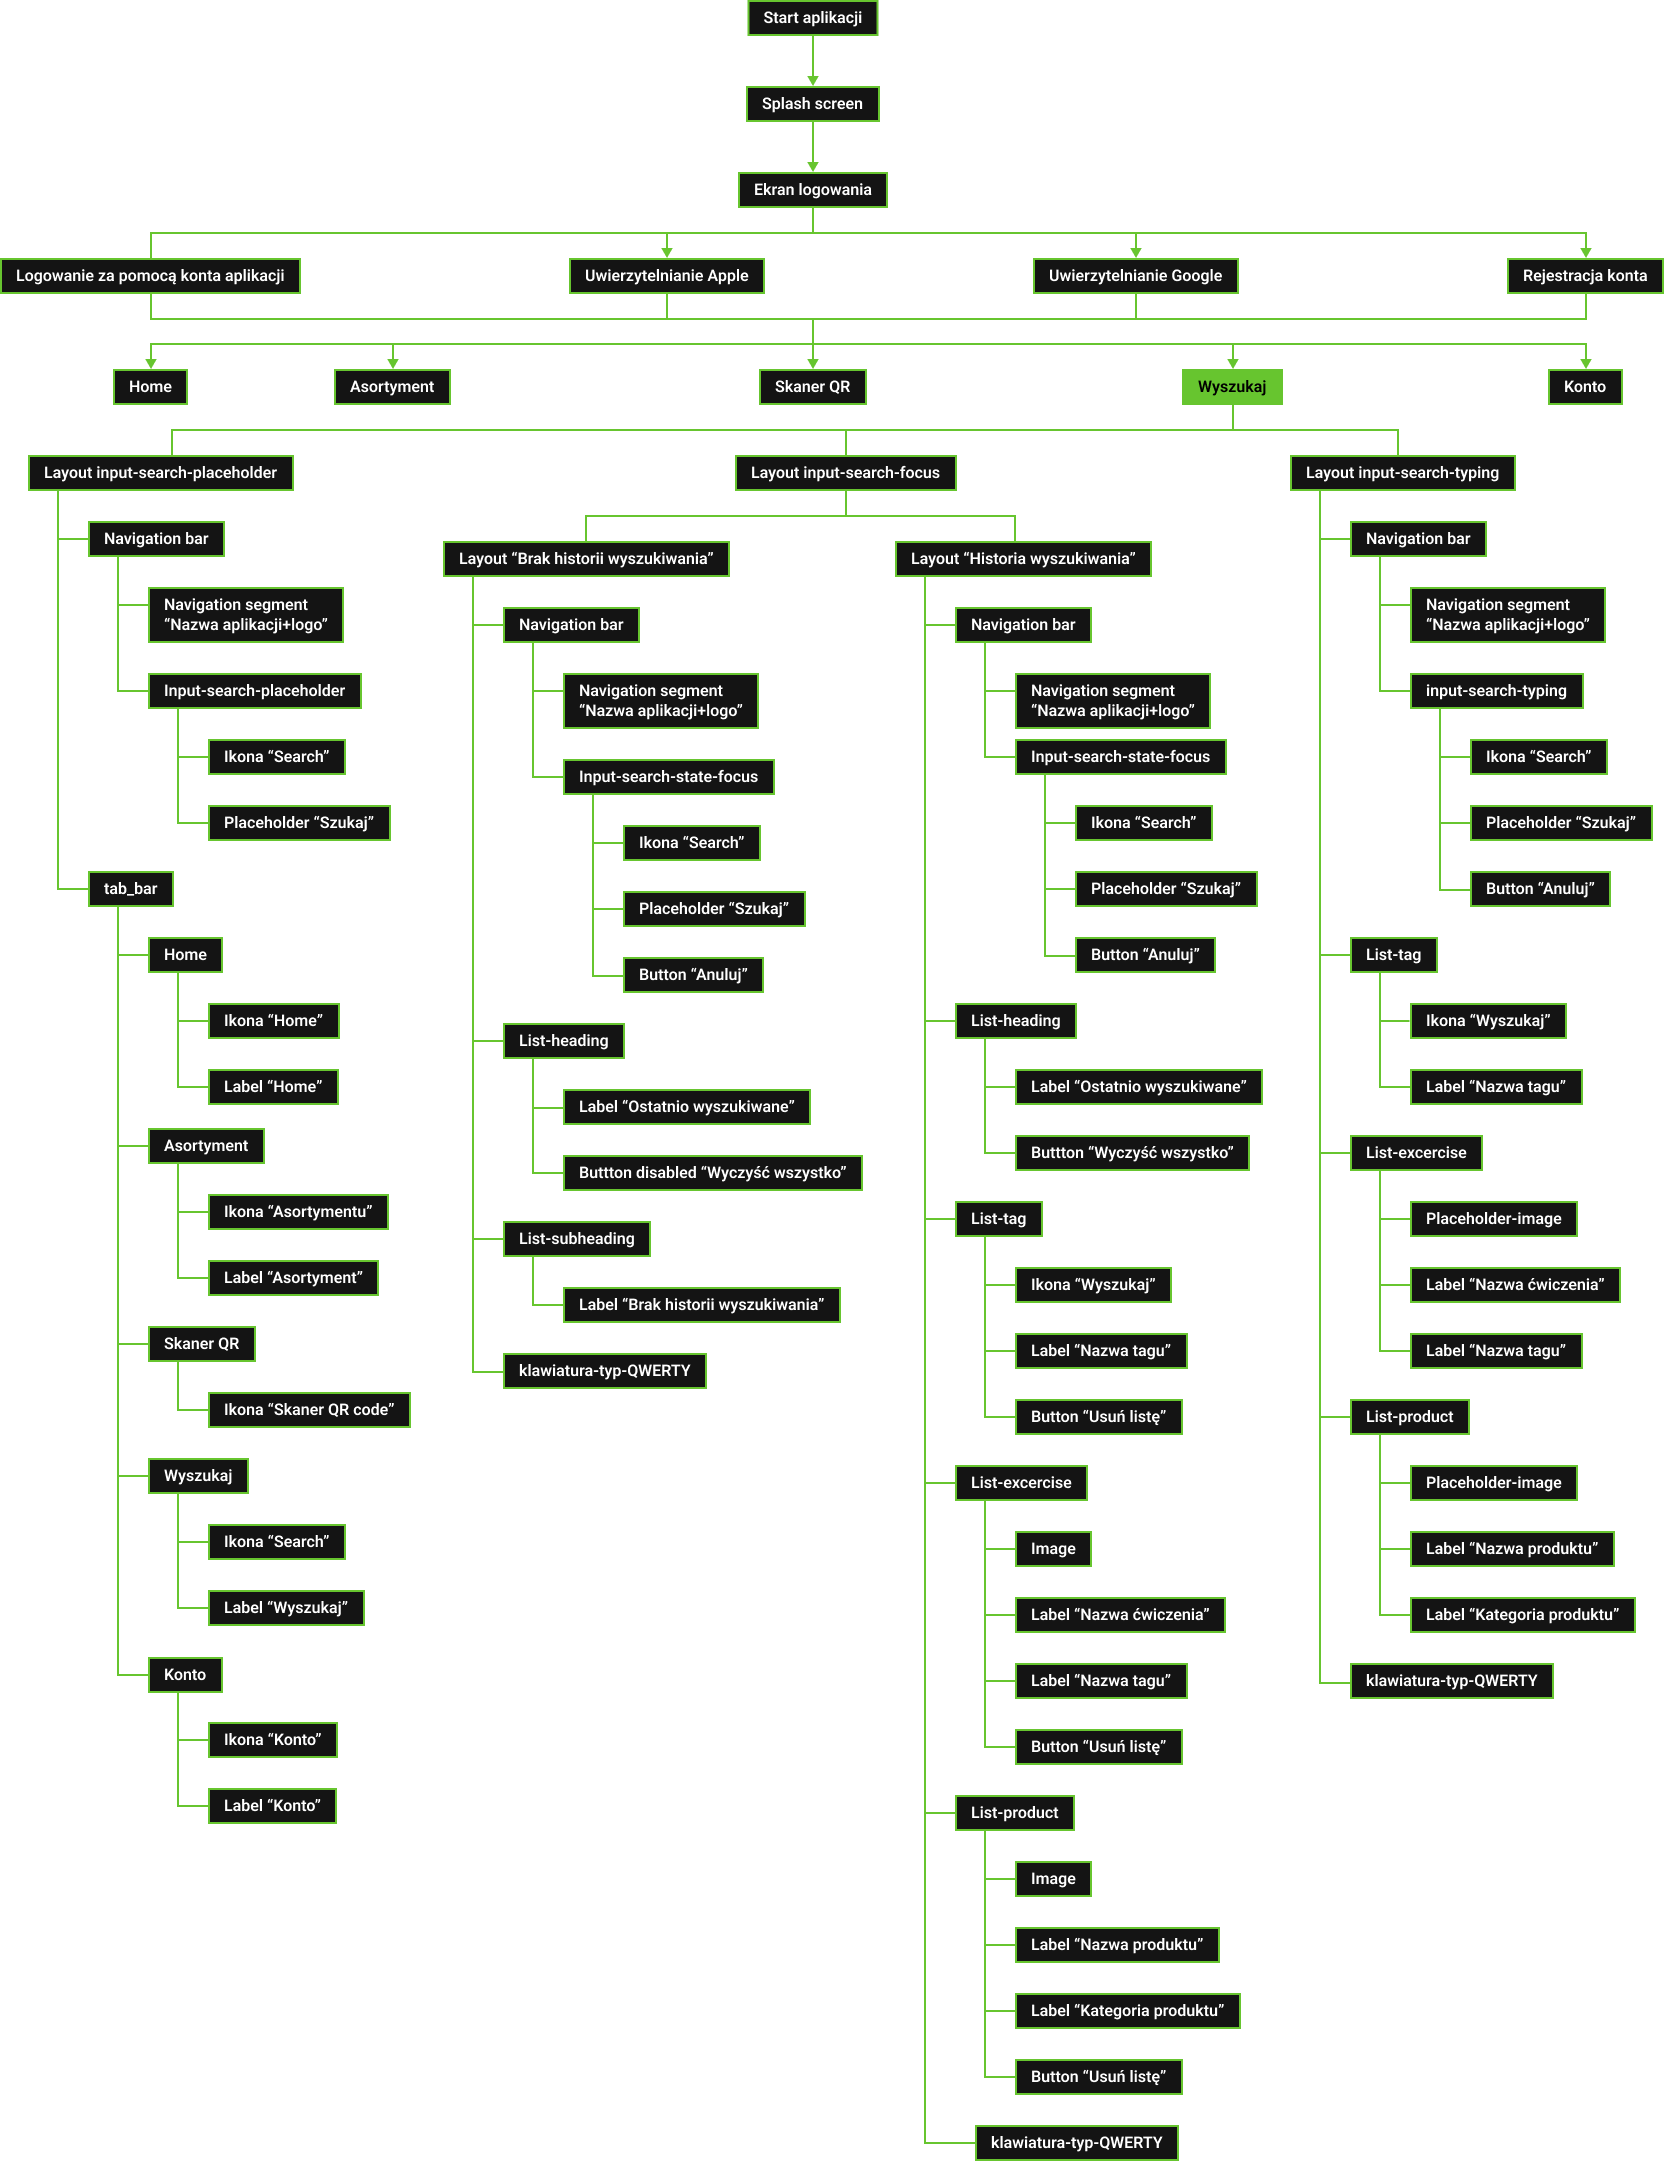 Start aplikacji
Splash screen
Ekran logowania
Logowanie za pomocą konta aplikacji
Uwierzytelnianie Apple
Uwierzytelnianie Google
Rejestracja konta
Home
Asortyment
Skaner QR
Wyszukaj
Konto
Layout input-search-placeholder
Navigation bar
Navigation segment
“Nazwa aplikacji+logo”
Input-search-placeholder
Ikona “Search”
Placeholder “Szukaj”
tab_bar
Home
Ikona “Home”
Label “Home”
Asortyment
Ikona “Asortymentu”
Label “Asortyment”
Skaner QR
Ikona “Skaner QR code”
Wyszukaj
Ikona “Search”
Label “Wyszukaj”
Konto
Ikona “Konto”
Label “Konto”
Layout input-search-focus
Layout “Brak historii wyszukiwania”
Navigation bar
Navigation segment
“Nazwa aplikacji+logo”
Input-search-state-focus
Ikona “Search”
Placeholder “Szukaj”
Button “Anuluj”
List-heading
Label “Ostatnio wyszukiwane”
Buttton disabled “Wyczyść wszystko”
List-subheading
Label “Brak historii wyszukiwania”
klawiatura-typ-QWERTY
Layout “Historia wyszukiwania”
Navigation bar
Navigation segment
“Nazwa aplikacji+logo”
Input-search-state-focus
Ikona “Search”
Placeholder “Szukaj”
Button “Anuluj”
List-heading
Label “Ostatnio wyszukiwane”
Buttton “Wyczyść wszystko”
List-tag
Ikona “Wyszukaj”
Label “Nazwa tagu”
Button “Usuń listę”
List-excercise
Image
Label “Nazwa ćwiczenia”
Label “Nazwa tagu”
Button “Usuń listę”
List-product
Image
Label “Nazwa produktu”
Label “Kategoria produktu”
Button “Usuń listę”
klawiatura-typ-QWERTY
Layout input-search-typing
Navigation bar
Navigation segment
“Nazwa aplikacji+logo”
input-search-typing
Ikona “Search”
Placeholder “Szukaj”
Button “Anuluj”
List-tag
Ikona “Wyszukaj”
Label “Nazwa tagu”
List-excercise
Placeholder-image
Label “Nazwa ćwiczenia”
Label “Nazwa tagu”
List-product
Placeholder-image
Label “Nazwa produktu”
Label “Kategoria produktu”
klawiatura-typ-QWERTY